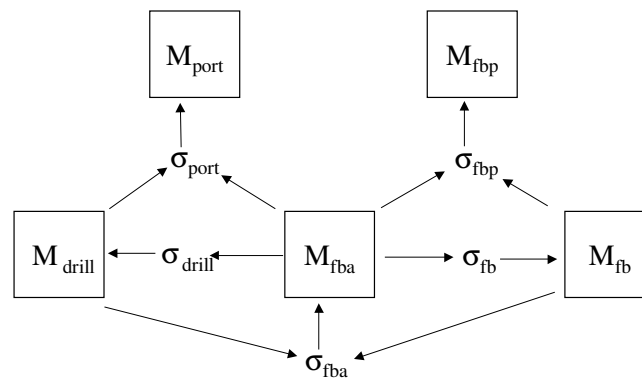 M_port M_fbp
σ_port σ_fbp
M_drill σ_drill M_fba σ_fb M_fb
σ_fba